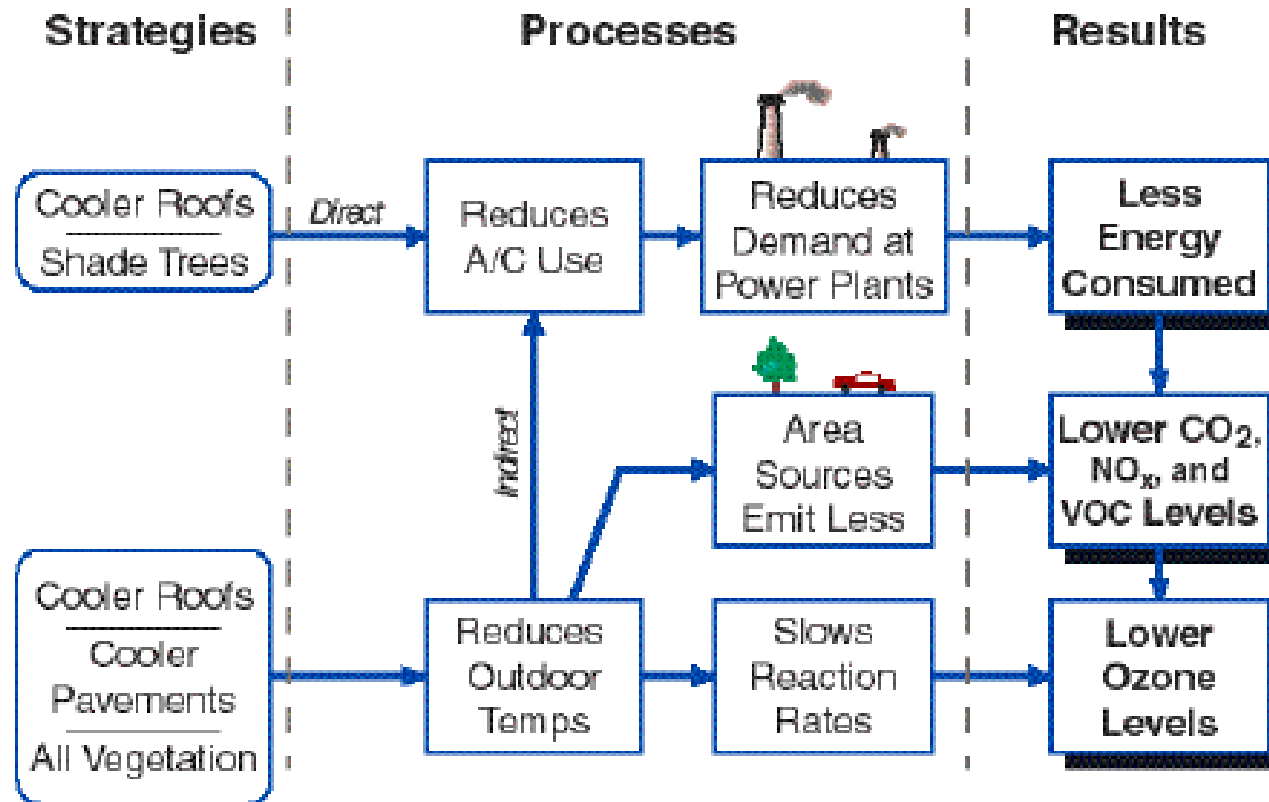 Strategies
Processes
Results
Cooler Roofs
Shade Trees
Direct
Reduces
A/C Use
Reduces
Demand at
Power Plants
Less
Energy
Consumed
Indirect
Area
Sources
Emit Less
Lower CO₂,
NOₓ, and
VOC Levels
Cooler Roofs
Cooler
Pavements
All Vegetation
Reduces
Outdoor
Temps
Slows
Reaction
Rates
Lower
Ozone
Levels